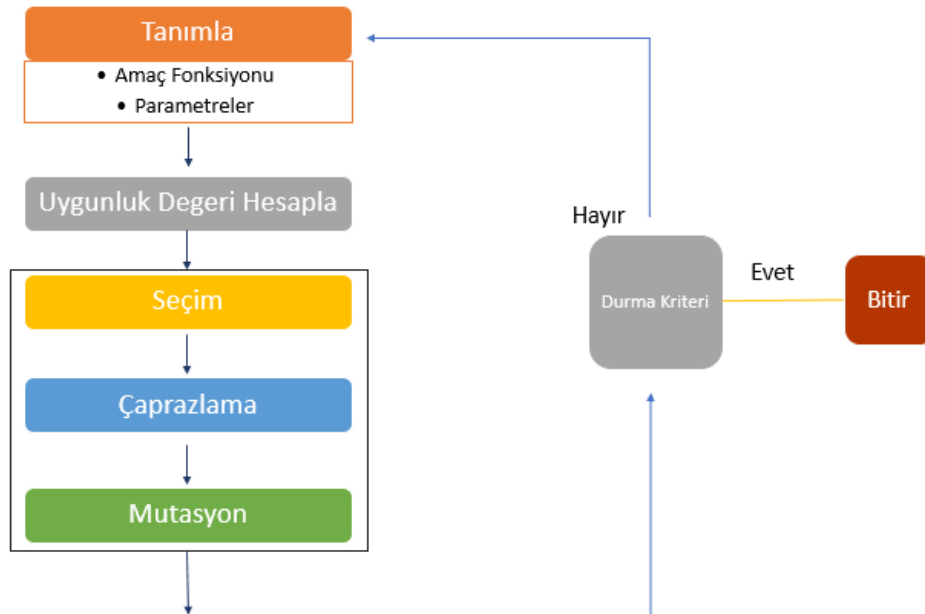 Tanımla
• Amaç Fonksiyonu
• Parametreler
Uygunluk Degeri Hesapla
Seçim
Çaprazlama
Mutasyon
Hayır
Durma Kriteri
Evet
Bitir